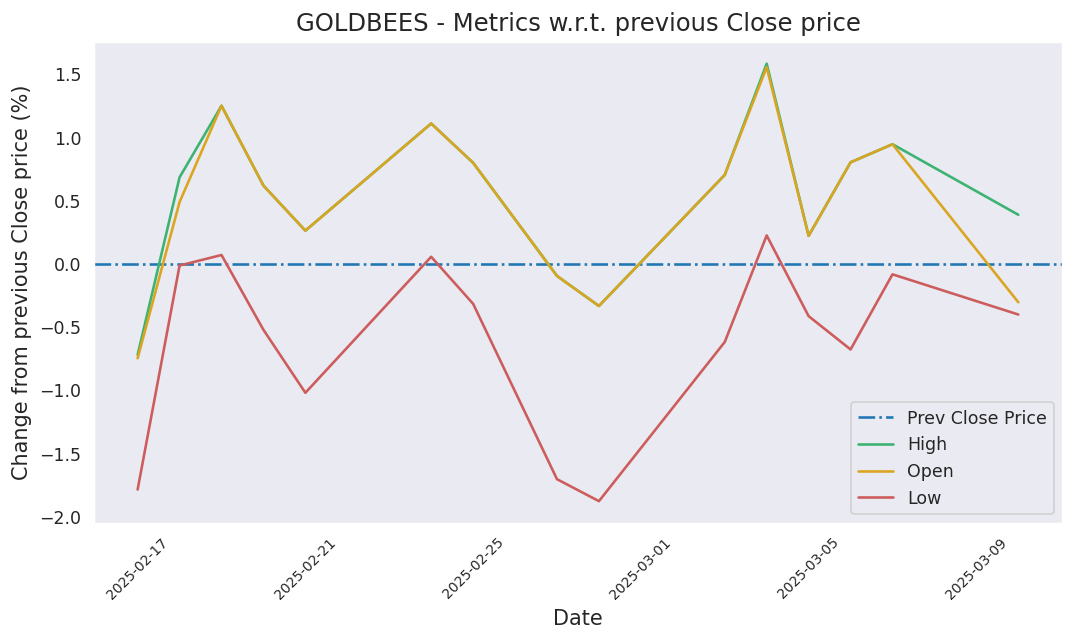 GOLDBEES - Metrics w.r.t. previous Close price
Change from previous Close price (%)
1.5
1.0
0.5
0.0
−0.5
−1.0
−1.5
−2.0
Prev Close Price
High
Open
Low
2025-02-17
2025-02-21
2025-02-25
2025-03-01
2025-03-05
2025-03-09
Date